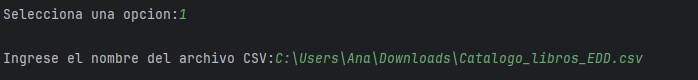 Selecciona una opcion:1
Ingrese el nombre del archivo CSV:C:\Users\Ana\Downloads\Catalogo_libros_EDD.csv